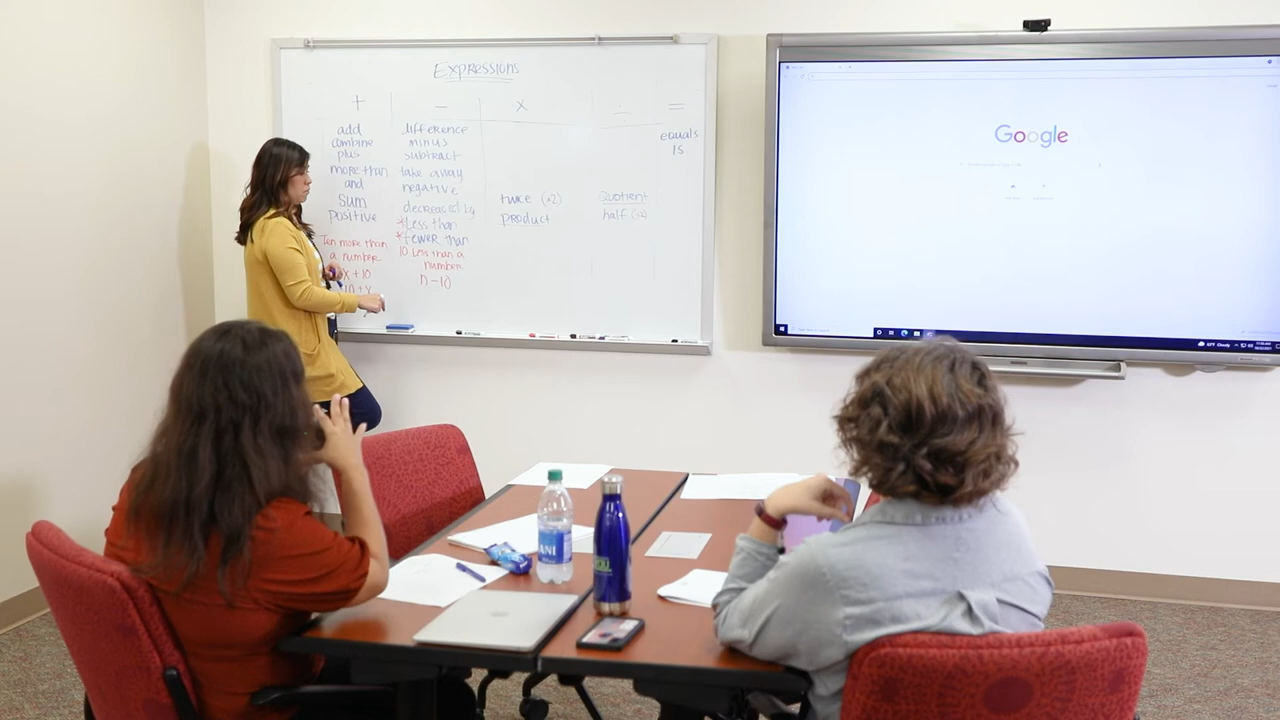 Expressions
+ − x ÷ =
add
combine
plus
more than
and
sum
positive
Ten more than
a number
x + 10
10 + x
difference
minus
subtract
take away
negative
decreased by
*Less than
*fewer than
10 Less than a
number
n − 10
twice (x2)
product
Quotient
half (÷2)
equals
is
Google
ANI